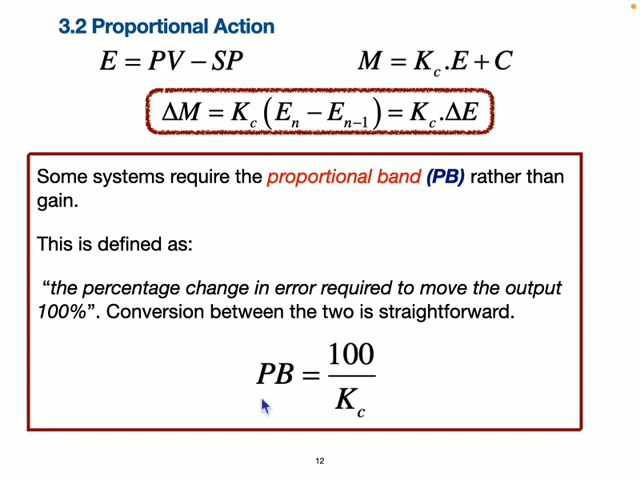 3.2 Proportional Action
E = PV − SP
M = K_c.E + C
ΔM = K_c (E_n − E_{n−1}) = K_c.ΔE
Some systems require the proportional band (PB) rather than
gain.
This is defined as:
“the percentage change in error required to move the output
100%”. Conversion between the two is straightforward.
PB = 100 / K_c
12